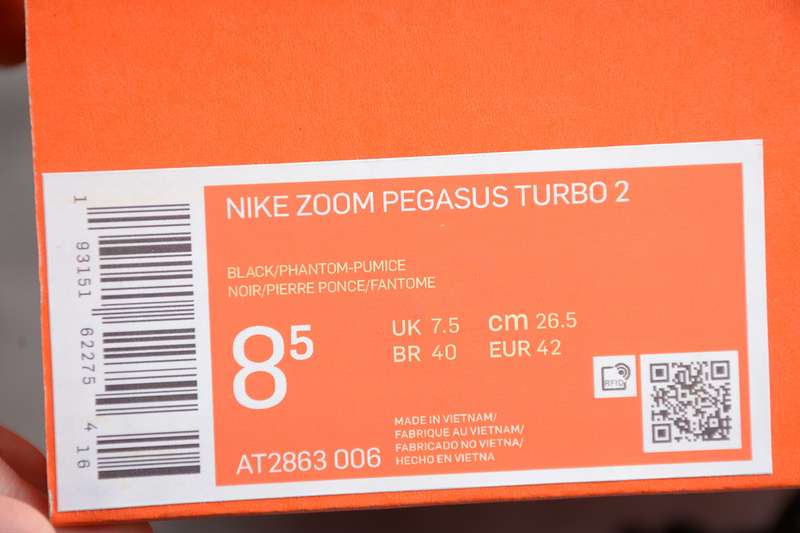 NIKE ZOOM PEGASUS TURBO 2
BLACK/PHANTOM-PUMICE
NOIR/PIERRE PONCE/FANTOME
8⁵
UK 7.5 cm 26.5
BR 40 EUR 42
RFID
MADE IN VIETNAM/
FABRIQUE AU VIETNAM/
FABRICADO NO VIETNA/
HECHO EN VIETNA
AT2863 006
1 93151 62275 4 16